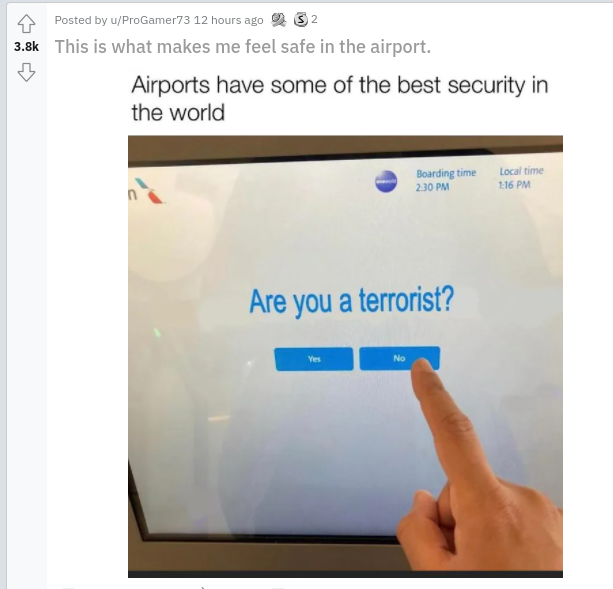 Posted by u/ProGamer73 12 hours ago 2
3.8k
This is what makes me feel safe in the airport.
Airports have some of the best security in
the world
Boarding time
2:30 PM
Local time
1:16 PM
n
Are you a terrorist?
Yes
No